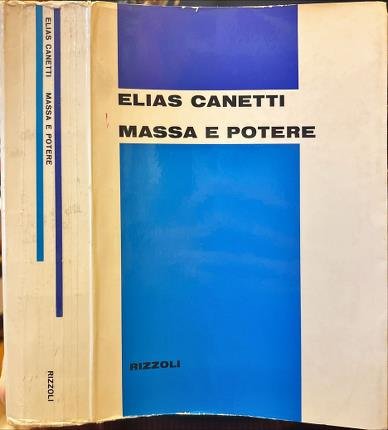 ELIAS CANETTI MASSA E POTERE
RIZZOLI
ELIAS CANETTI
MASSA E POTERE
RIZZOLI